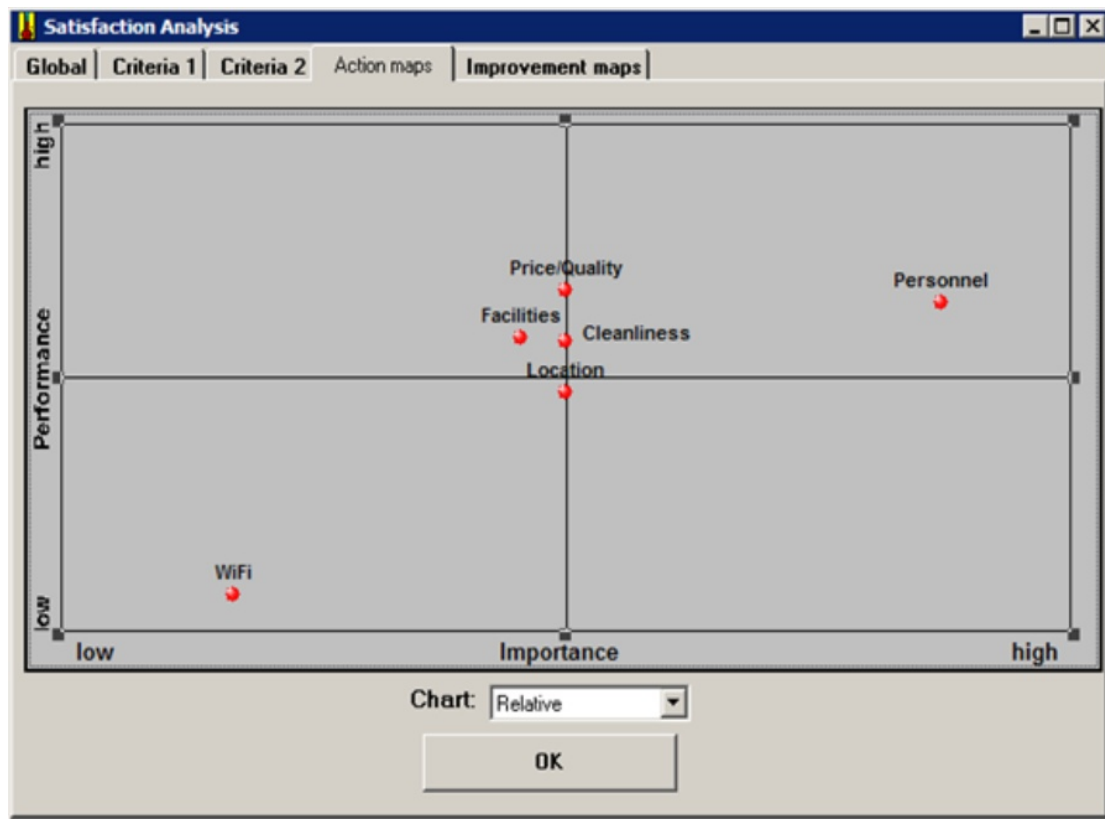 Satisfaction Analysis
Global
Criteria 1
Criteria 2
Action maps
Improvement maps
high
Price/Quality
Personnel
Facilities
Cleanliness
Location
Performance
WiFi
low
low
Importance
high
Chart:
Relative
OK